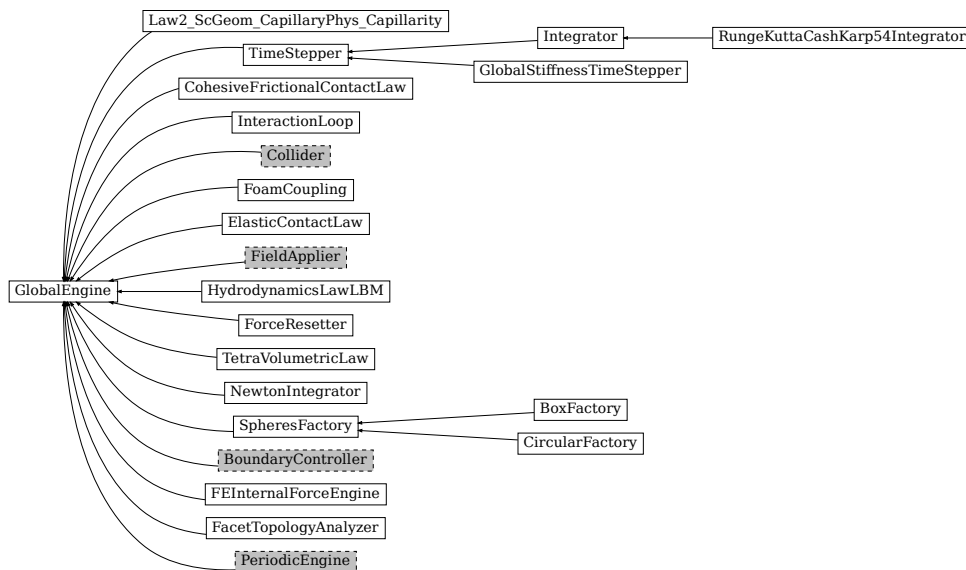 Law2_ScGeom_CapillaryPhys_Capillarity
TimeStepper
Integrator
RungeKuttaCashKarp54Integrator
GlobalStiffnessTimeStepper
CohesiveFrictionalContactLaw
InteractionLoop
Collider
FoamCoupling
ElasticContactLaw
FieldApplier
GlobalEngine
HydrodynamicsLawLBM
ForceResetter
TetraVolumetricLaw
NewtonIntegrator
SpheresFactory
BoxFactory
CircularFactory
BoundaryController
FEInternalForceEngine
FacetTopologyAnalyzer
PeriodicEngine